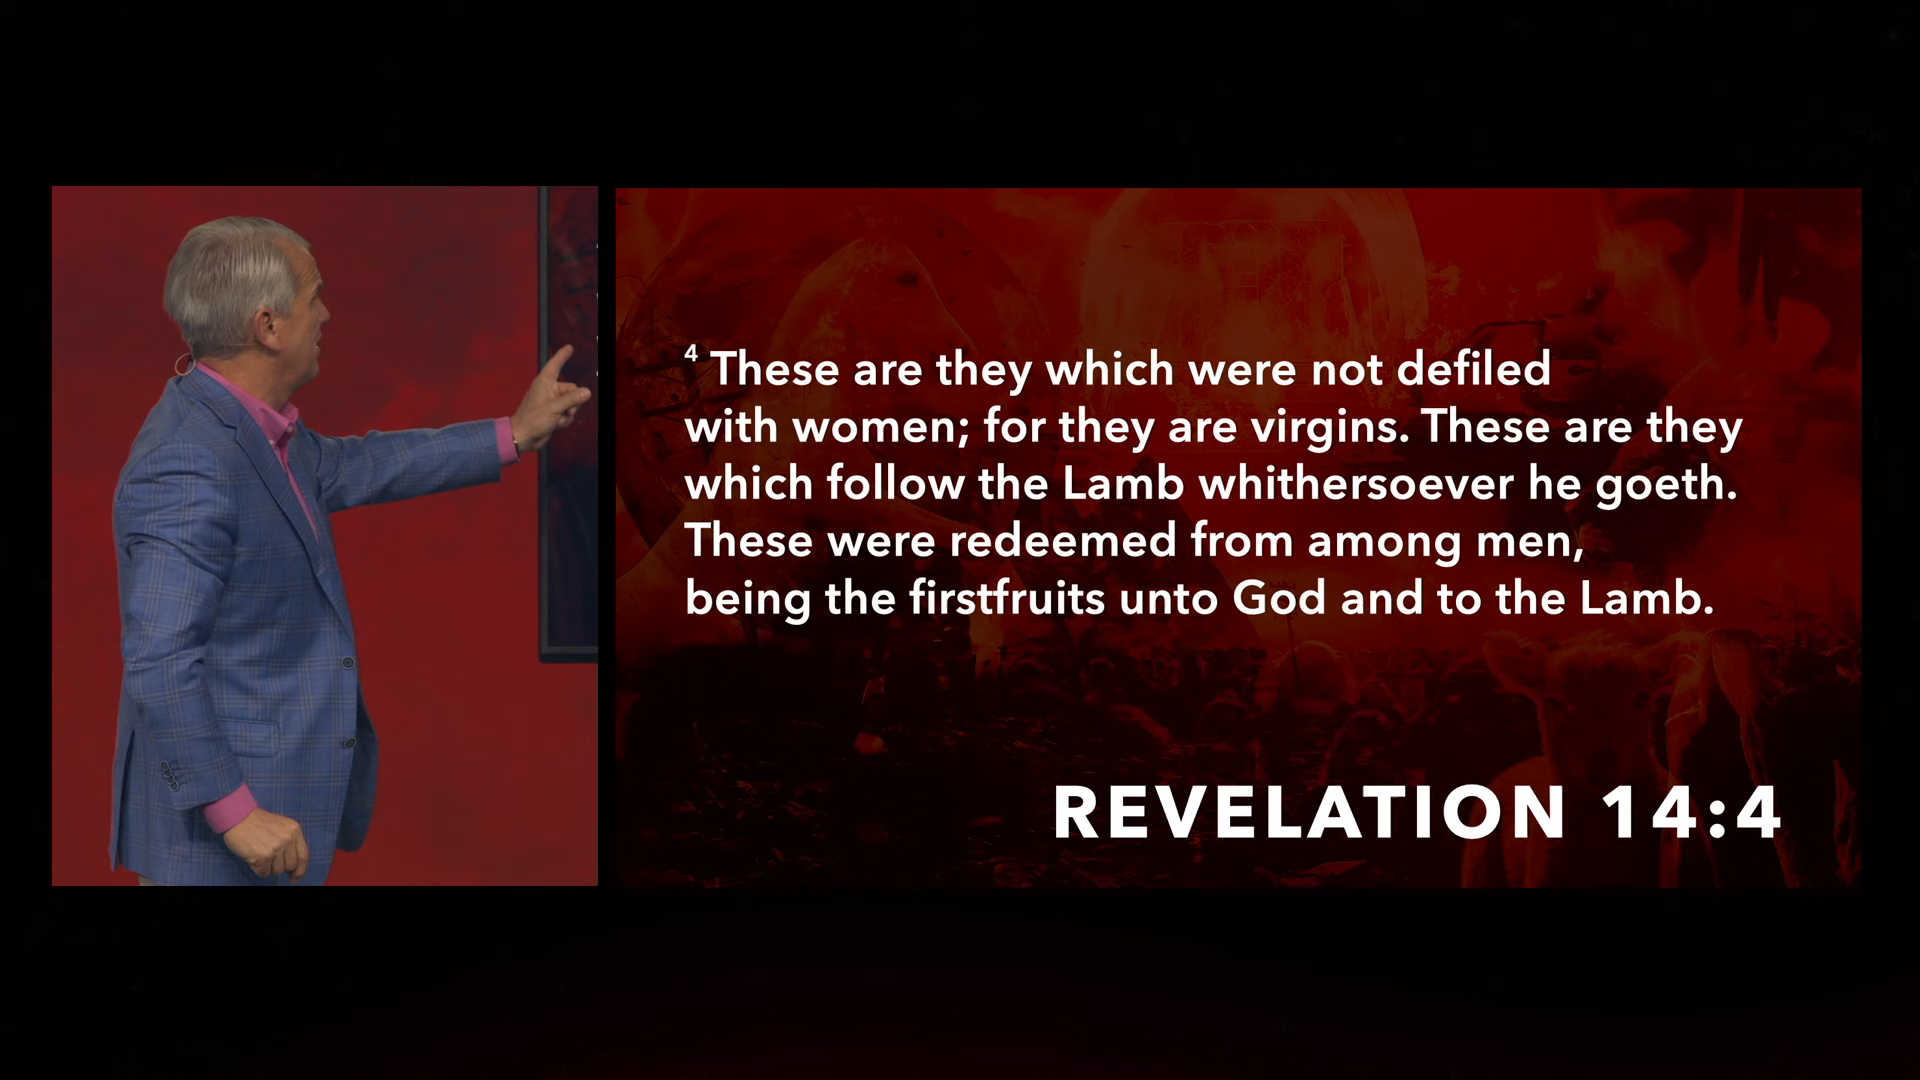 4 These are they which were not defiled
with women; for they are virgins. These are they
which follow the Lamb whithersoever he goeth.
These were redeemed from among men,
being the firstfruits unto God and to the Lamb.
REVELATION 14:4